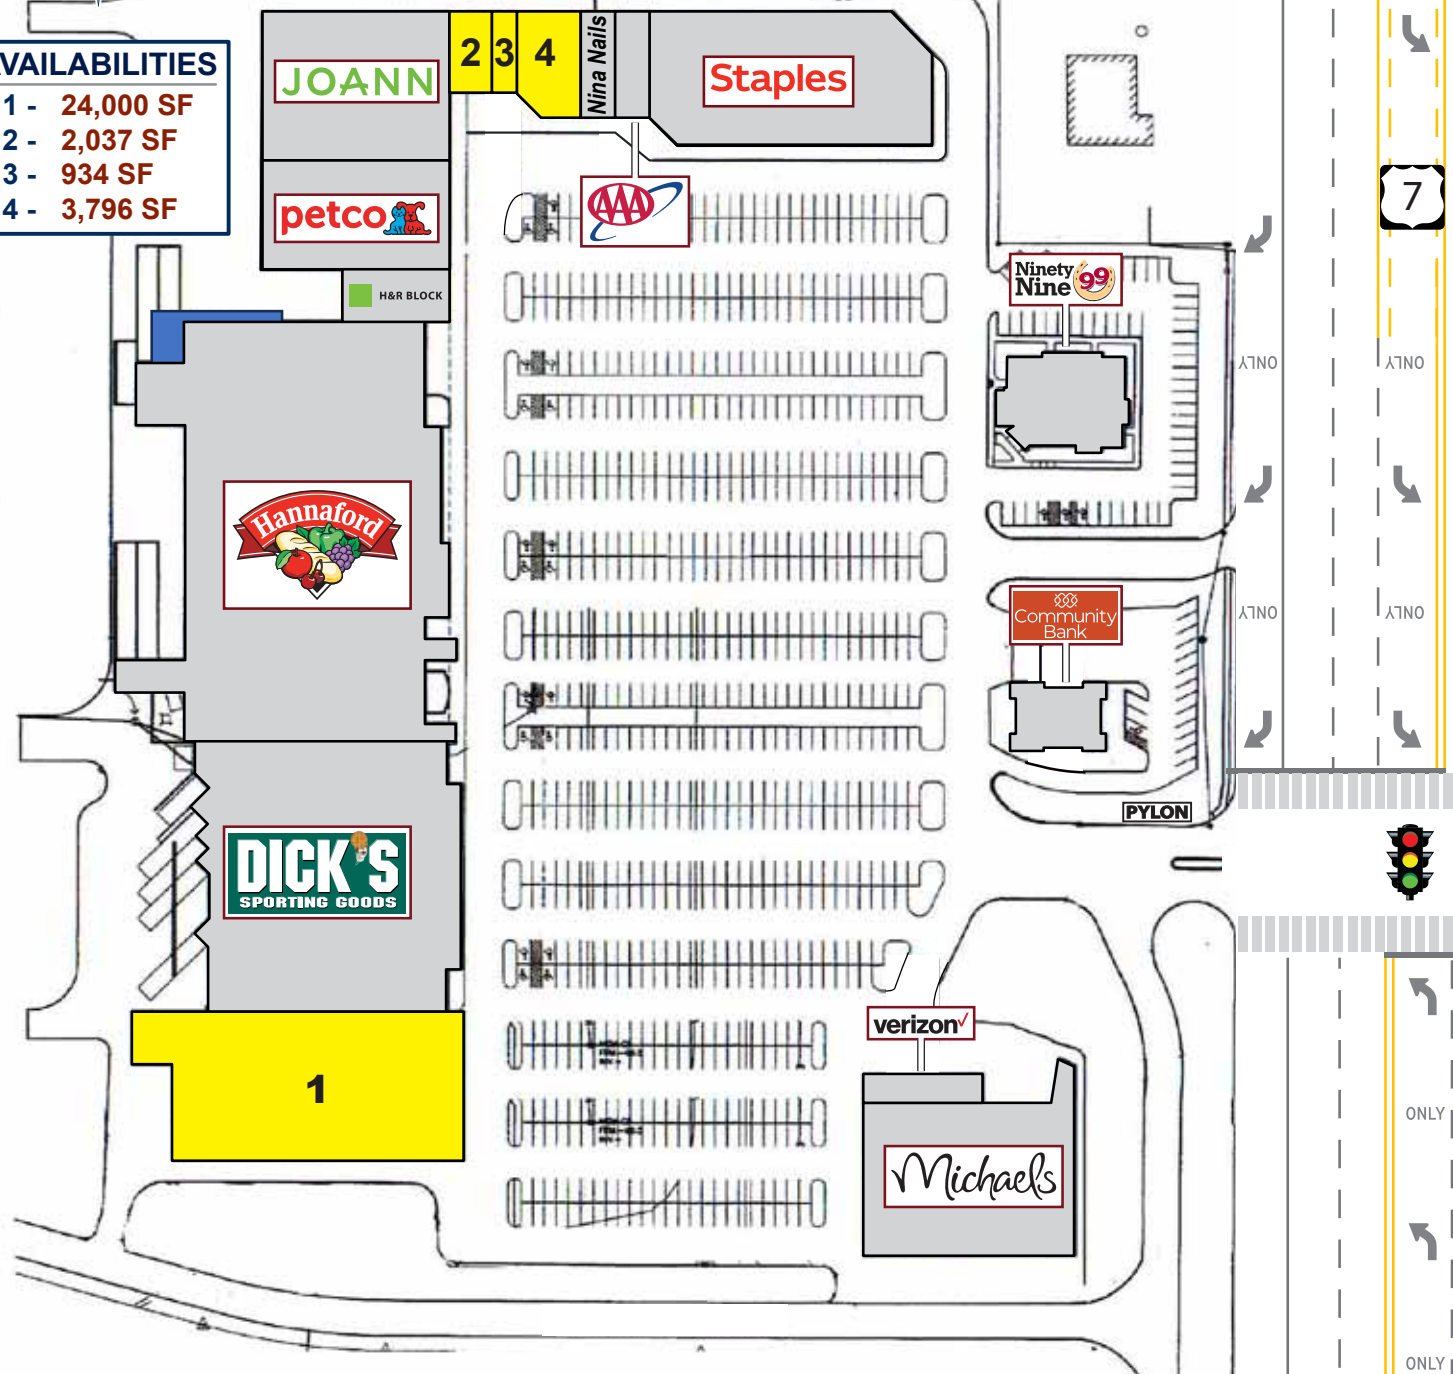 VAILABILITIES
1 - 24,000 SF
2 - 2,037 SF
3 - 934 SF
4 - 3,796 SF
JOANN
2
3
4
Nina Nails
Staples
petco
AAA
H&R BLOCK
Ninety
Nine
99
7
ONLY
ONLY
Hannaford
Community
Bank
ONLY
ONLY
PYLON
DICK'S
SPORTING GOODS
verizon
1
Michaels
ONLY
ONLY